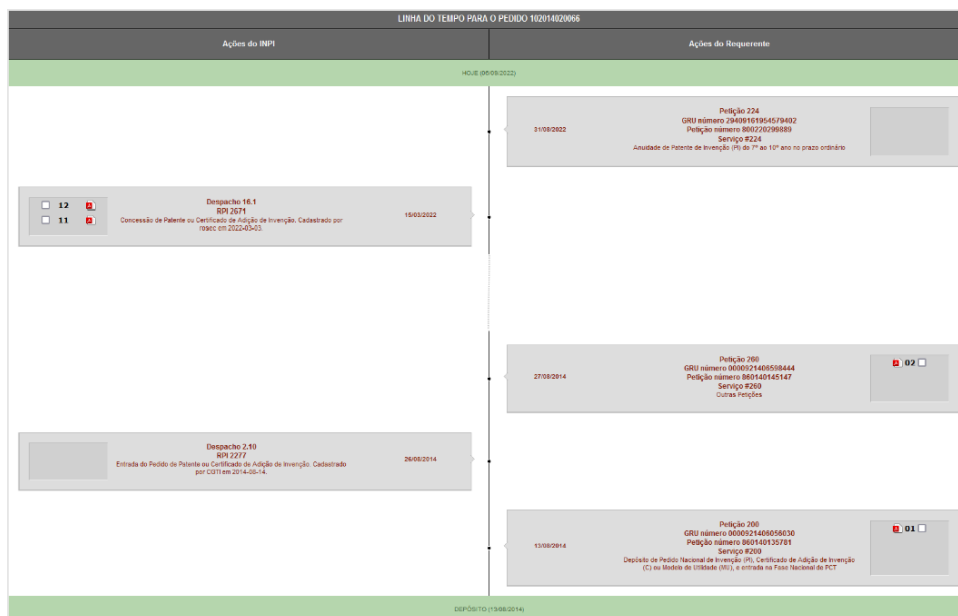 LINHA DO TEMPO PARA O PEDIDO 102014020066
Ações do INPI
Ações do Requerente
HOJE (06/09/2022)
Petição 224
GRU número 29409161954579402
Petição número 800220299889
Serviço #224
Anuidade de Patente de Invenção (PI) do 7º ao 10º ano no prazo ordinário
31/08/2022
12
11
Despacho 16.1
RPI 2671
Concessão de Patente ou Certificado de Adição de Invenção. Cadastrado por
rosec em 2022-03-03.
15/03/2022
Petição 260
GRU número 0000921406598444
Petição número 860140145147
Serviço #260
Outras Petições
27/08/2014
02
Despacho 2.10
RPI 2277
Entrada do Pedido de Patente ou Certificado de Adição de Invenção. Cadastrado
por CGTI em 2014-08-14.
26/08/2014
Petição 200
GRU número 0000921406056030
Petição número 860140135781
Serviço #200
Depósito de Pedido Nacional de Invenção (PI), Certificado de Adição de Invenção
(C) ou Modelo de Utilidade (MU), e entrada na Fase Nacional do PCT
13/08/2014
01
DEPÓSITO (13/08/2014)